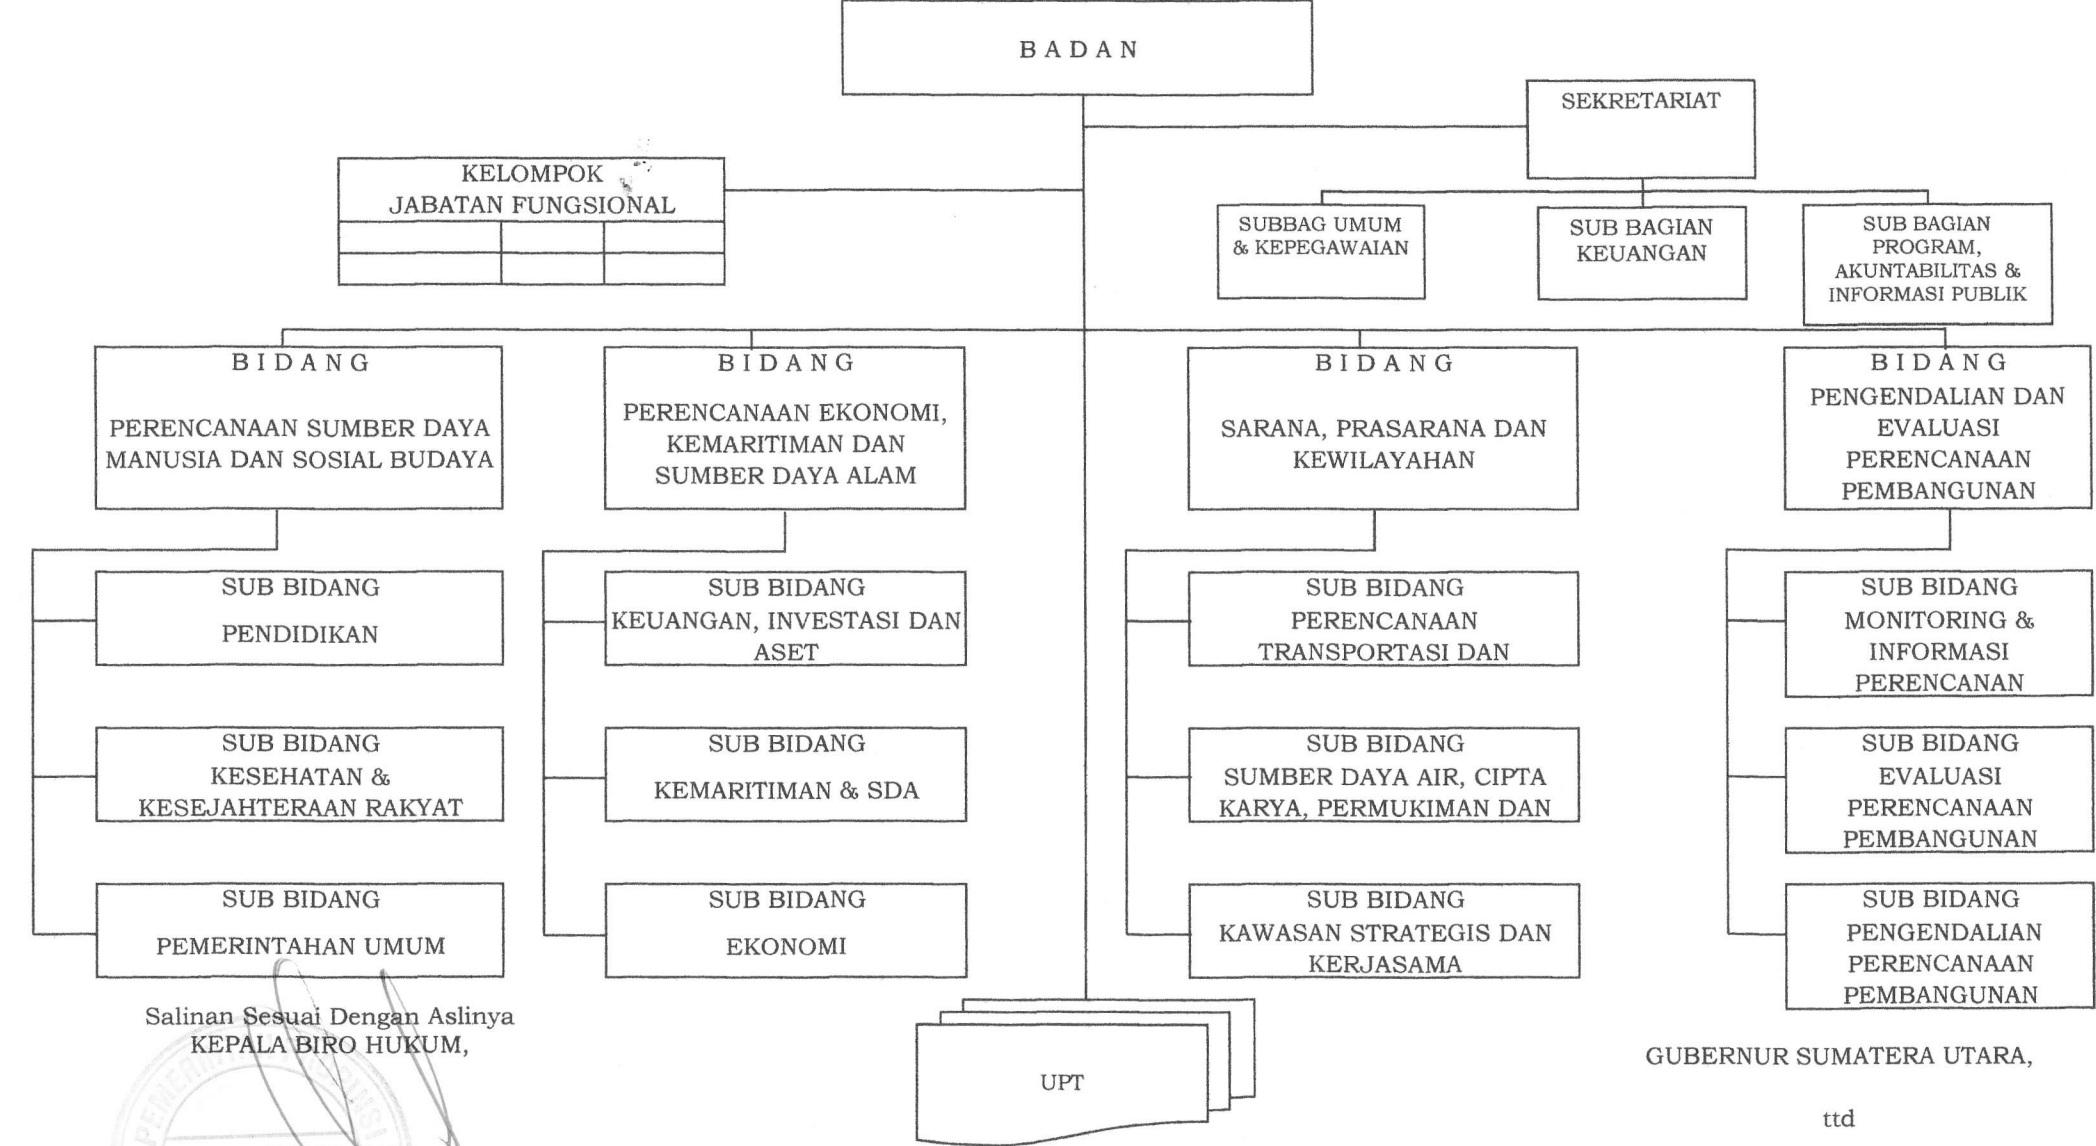 B A D A N
SEKRETARIAT
KELOMPOK
JABATAN FUNGSIONAL
SUBBAG UMUM
& KEPEGAWAIAN
SUB BAGIAN
KEUANGAN
SUB BAGIAN
PROGRAM,
AKUNTABILITAS &
INFORMASI PUBLIK
B I D A N G
PERENCANAAN SUMBER DAYA
MANUSIA DAN SOSIAL BUDAYA
B I D A N G
PERENCANAAN EKONOMI,
KEMARITIMAN DAN
SUMBER DAYA ALAM
B I D A N G
SARANA, PRASARANA DAN
KEWILAYAHAN
B I D A N G
PENGENDALIAN DAN
EVALUASI
PERENCANAAN
PEMBANGUNAN
SUB BIDANG
PENDIDIKAN
SUB BIDANG
KEUANGAN, INVESTASI DAN
ASET
SUB BIDANG
PERENCANAAN
TRANSPORTASI DAN
SUB BIDANG
MONITORING &
INFORMASI
PERENCANAN
SUB BIDANG
KESEHATAN &
KESEJAHTERAAN RAKYAT
SUB BIDANG
KEMARITIMAN & SDA
SUB BIDANG
SUMBER DAYA AIR, CIPTA
KARYA, PERMUKIMAN DAN
SUB BIDANG
EVALUASI
PERENCANAAN
PEMBANGUNAN
SUB BIDANG
PEMERINTAHAN UMUM
SUB BIDANG
EKONOMI
SUB BIDANG
KAWASAN STRATEGIS DAN
KERJASAMA
SUB BIDANG
PENGENDALIAN
PERENCANAAN
PEMBANGUNAN
Salinan Sesuai Dengan Aslinya
KEPALA BIRO HUKUM,
UPT
GUBERNUR SUMATERA UTARA,
ttd